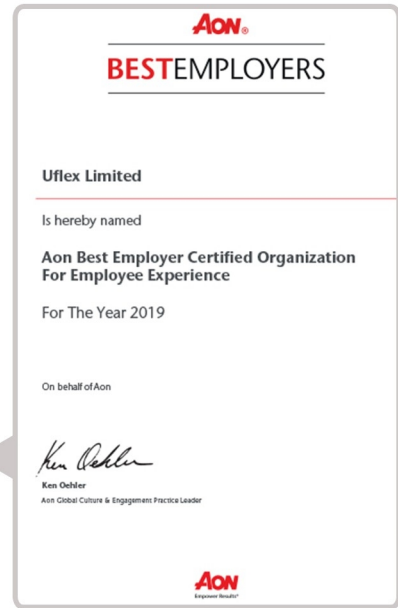 AON®
BESTEMPLOYERS
Uflex Limited
Is hereby named
Aon Best Employer Certified Organization
For Employee Experience
For The Year 2019
On behalf of Aon
Ken Oehler
Ken Oehler
Aon Global Culture & Engagement Practice Leader
AON
Empower Results®